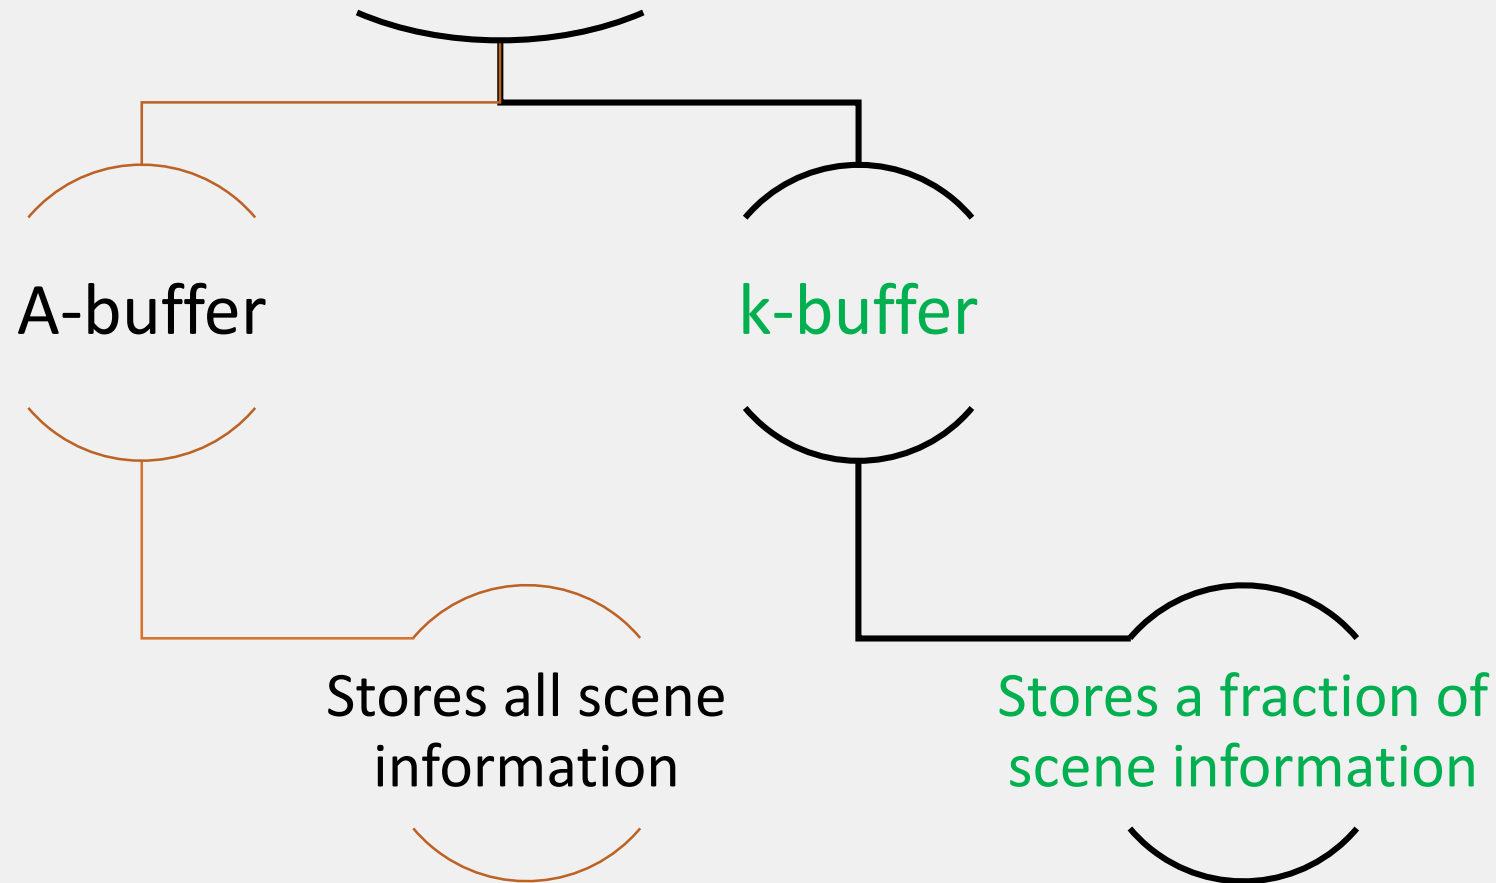 A-buffer
k-buffer
Stores all scene
information
Stores a fraction of
scene information